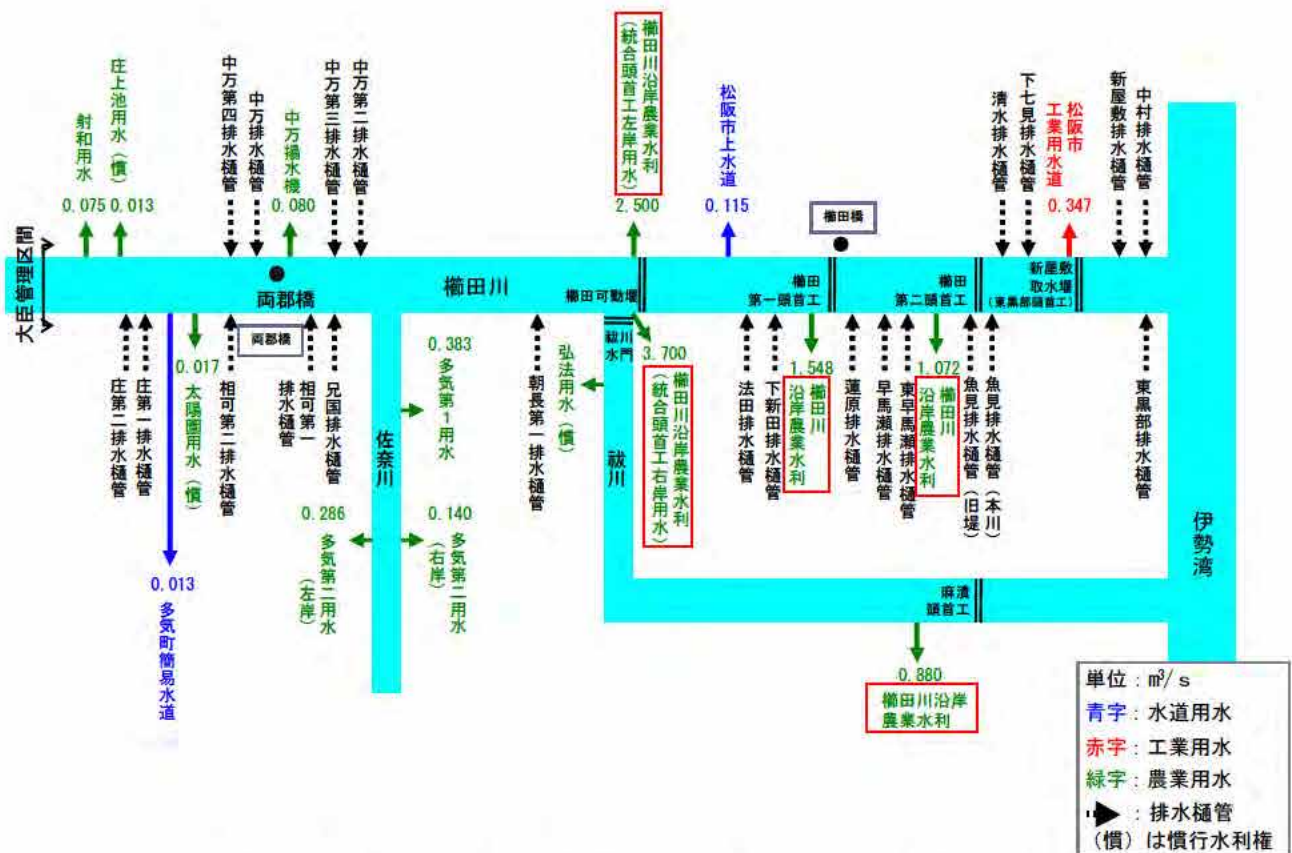 大臣管理区間
射和用水
0.075
庄上池用水（慣）
0.013
中万第四排水樋管
中万排水樋管
中万揚水機
0.080
中万第三排水樋管
中万第二排水樋管
櫛田川沿岸農業水利
（統合頭首工左岸用水）
2.500
松阪市上水道
0.115
櫛田橋
清水排水樋管
下七見排水樋管
松阪市
工業用水道
0.347
新屋敷排水樋管
中村排水樋管
両郡橋
櫛田川
櫛田可動堰
櫛田
第一頭首工
櫛田
第二頭首工
新屋敷
取水堰
(東黒部頭首工)
庄第二排水樋管
庄第一排水樋管
0.013
多気町簡易水道
0.017
太陽圏用水（慣）
相可第二排水樋管
両郡橋
相可第一
排水樋管
兄国排水樋管
佐奈川
0.383
多気第1用水
0.286
多気第二用水
（左岸）
0.140
多気第二用水
（右岸）
朝長第一排水樋管
弘法用水（慣）
祓川
水門
祓川
3.700
櫛田川沿岸農業水利
（統合頭首工右岸用水）
法田排水樋管
下新田排水樋管
1.548
櫛田川
沿岸農業水利
蓮原排水樋管
早馬瀬排水樋管
東早馬瀬排水樋管
1.072
櫛田川
沿岸農業水利
魚見排水樋管（旧堤）
魚見排水樋管（本川）
東黒部排水樋管
伊勢湾
麻漬
頭首工
0.880
櫛田川沿岸
農業水利
単位：m³/s
青字：水道用水
赤字：工業用水
緑字：農業用水
：排水樋管
（慣）は慣行水利権